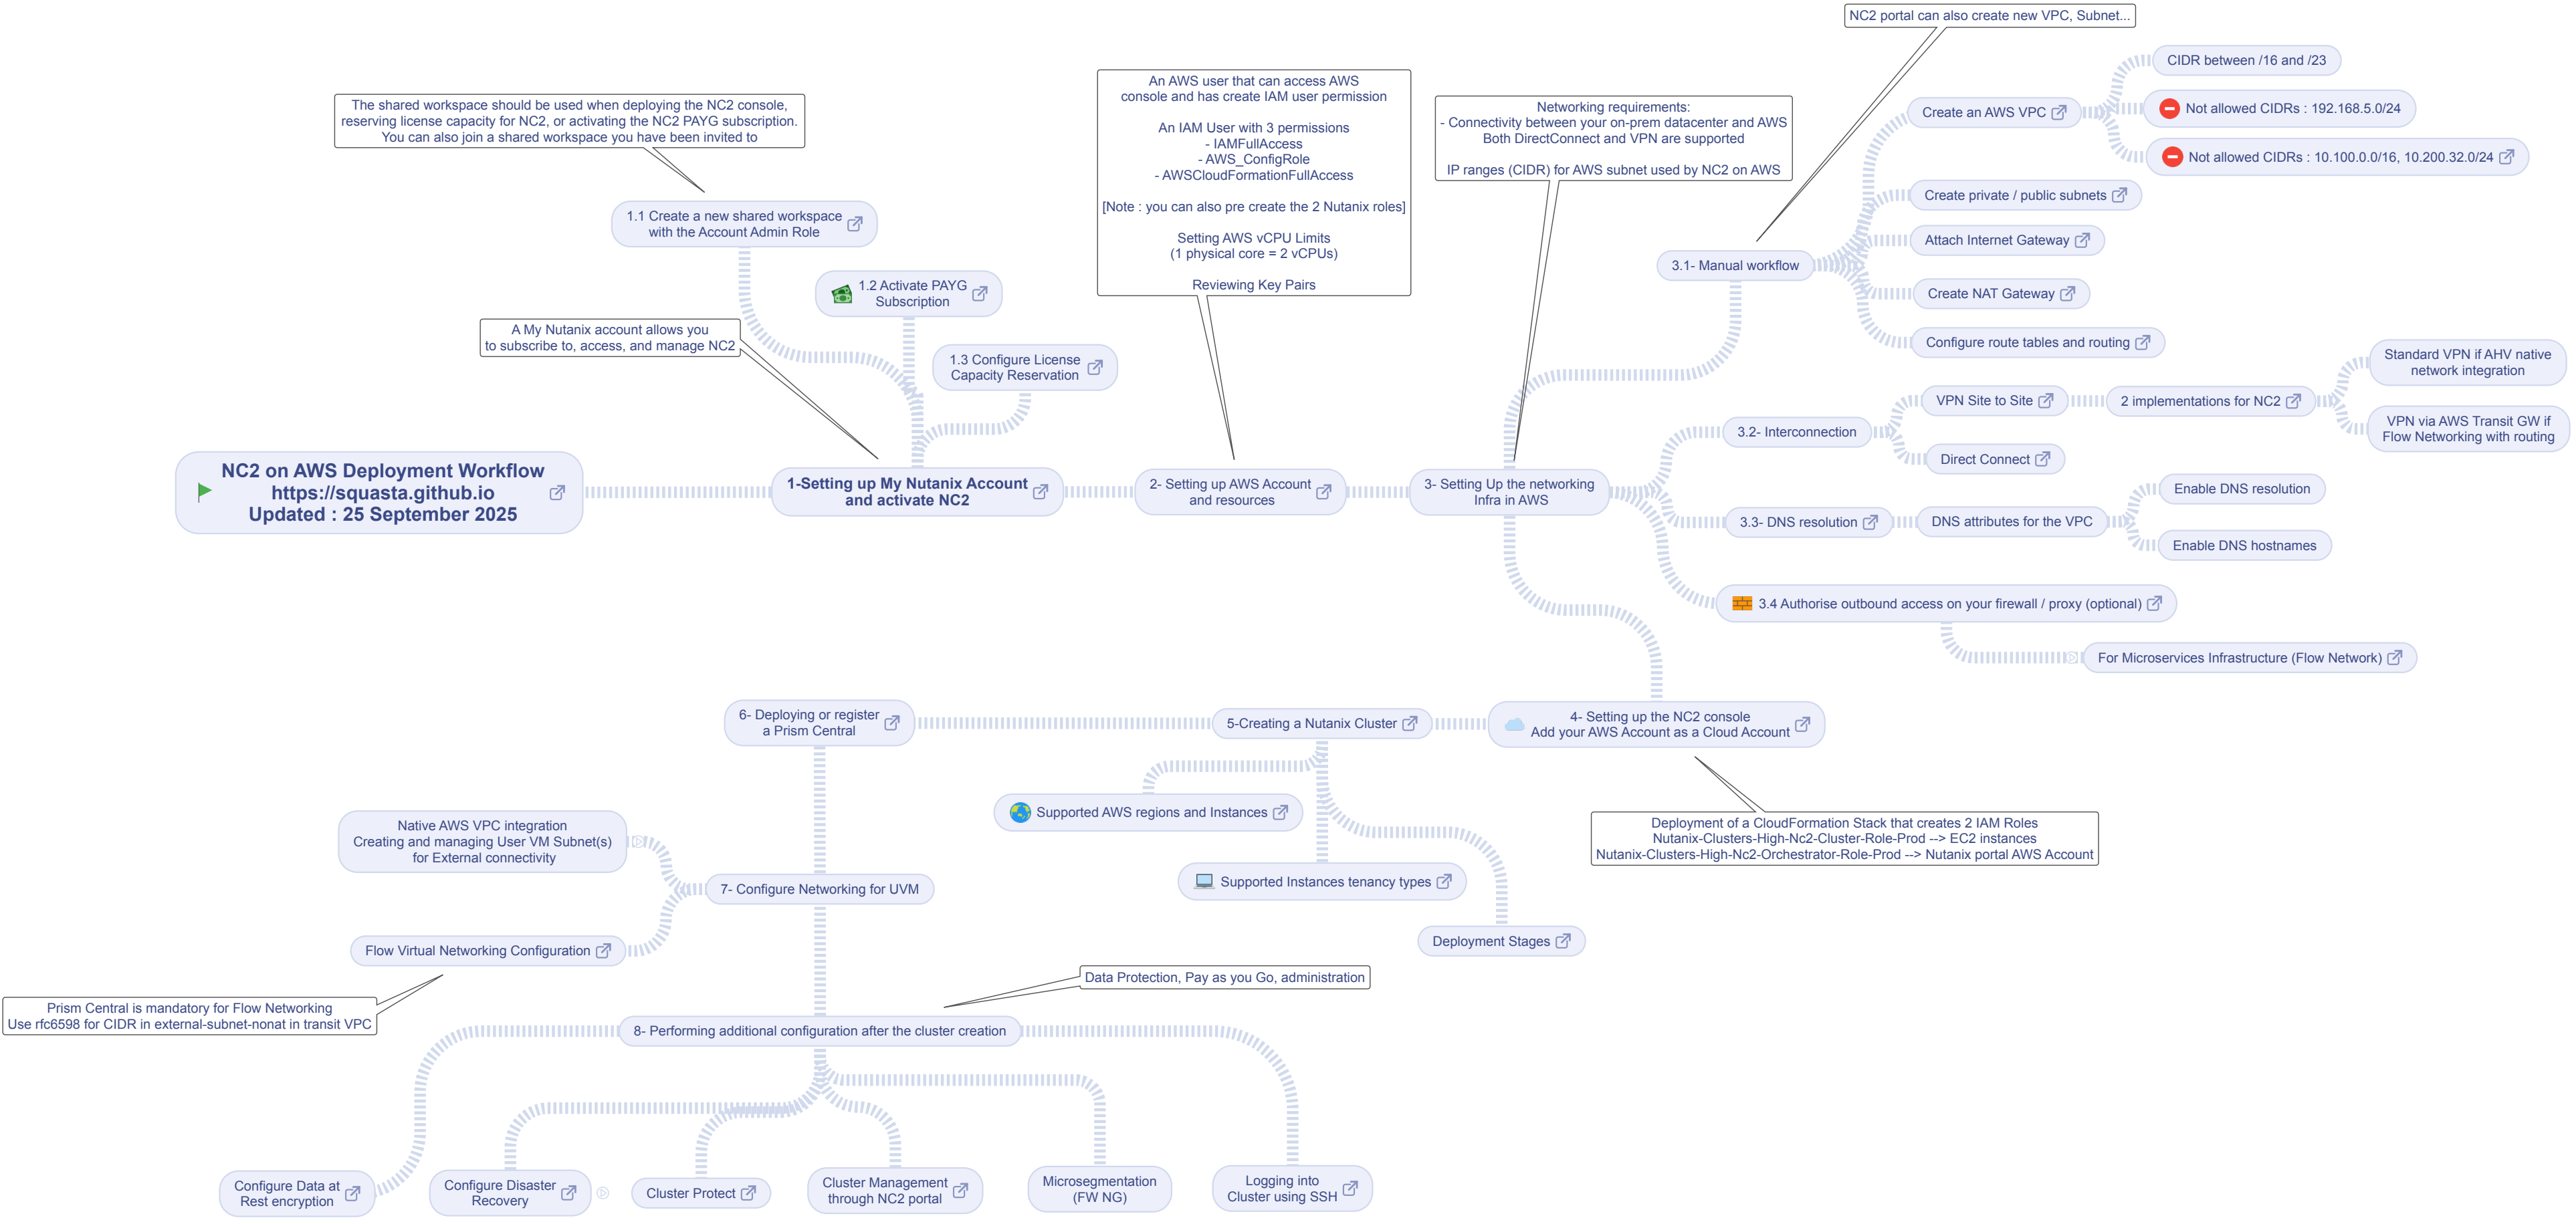 NC2 portal can also create new VPC, Subnet...
CIDR between /16 and /23
Not allowed CIDRs : 192.168.5.0/24
Not allowed CIDRs : 10.100.0.0/16, 10.200.32.0/24
Create an AWS VPC
Create private / public subnets
Attach Internet Gateway
Create NAT Gateway
Configure route tables and routing
3.1- Manual workflow
An AWS user that can access AWS
console and has create IAM user permission
An IAM User with 3 permissions
- IAMFullAccess
- AWS_ConfigRole
- AWSCloudFormationFullAccess
[Note : you can also pre create the 2 Nutanix roles]
Setting AWS vCPU Limits
(1 physical core = 2 vCPUs)
Reviewing Key Pairs
Networking requirements:
- Connectivity between your on-prem datacenter and AWS
Both DirectConnect and VPN are supported
IP ranges (CIDR) for AWS subnet used by NC2 on AWS
The shared workspace should be used when deploying the NC2 console,
reserving license capacity for NC2, or activating the NC2 PAYG subscription.
You can also join a shared workspace you have been invited to
1.1 Create a new shared workspace
with the Account Admin Role
1.2 Activate PAYG
Subscription
A My Nutanix account allows you
to subscribe to, access, and manage NC2
1.3 Configure License
Capacity Reservation
NC2 on AWS Deployment Workflow
https://squasta.github.io
Updated : 25 September 2025
1-Setting up My Nutanix Account
and activate NC2
2- Setting up AWS Account
and resources
3- Setting Up the networking
Infra in AWS
3.2- Interconnection
VPN Site to Site
2 implementations for NC2
Standard VPN if AHV native
network integration
VPN via AWS Transit GW if
Flow Networking with routing
Direct Connect
3.3- DNS resolution
DNS attributes for the VPC
Enable DNS resolution
Enable DNS hostnames
3.4 Authorise outbound access on your firewall / proxy (optional)
For Microservices Infrastructure (Flow Network)
4- Setting up the NC2 console
Add your AWS Account as a Cloud Account
Deployment of a CloudFormation Stack that creates 2 IAM Roles
Nutanix-Clusters-High-Nc2-Cluster-Role-Prod --> EC2 instances
Nutanix-Clusters-High-Nc2-Orchestrator-Role-Prod --> Nutanix portal AWS Account
5-Creating a Nutanix Cluster
Supported AWS regions and Instances
Supported Instances tenancy types
Deployment Stages
6- Deploying or register
a Prism Central
7- Configure Networking for UVM
Native AWS VPC integration
Creating and managing User VM Subnet(s)
for External connectivity
Flow Virtual Networking Configuration
Prism Central is mandatory for Flow Networking
Use rfc6598 for CIDR in external-subnet-nonat in transit VPC
Data Protection, Pay as you Go, administration
8- Performing additional configuration after the cluster creation
Configure Data at
Rest encryption
Configure Disaster
Recovery
Cluster Protect
Cluster Management
through NC2 portal
Microsegmentation
(FW NG)
Logging into
Cluster using SSH